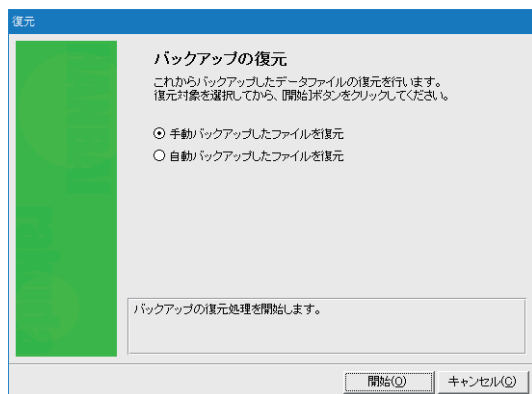 復元
バックアップの復元
これからバックアップしたデータファイルの復元を行います。
復元対象を選択してから、[開始]ボタンをクリックしてください。
手動バックアップしたファイルを復元
自動バックアップしたファイルを復元
バックアップの復元処理を開始します。
開始(O)
キャンセル(C)